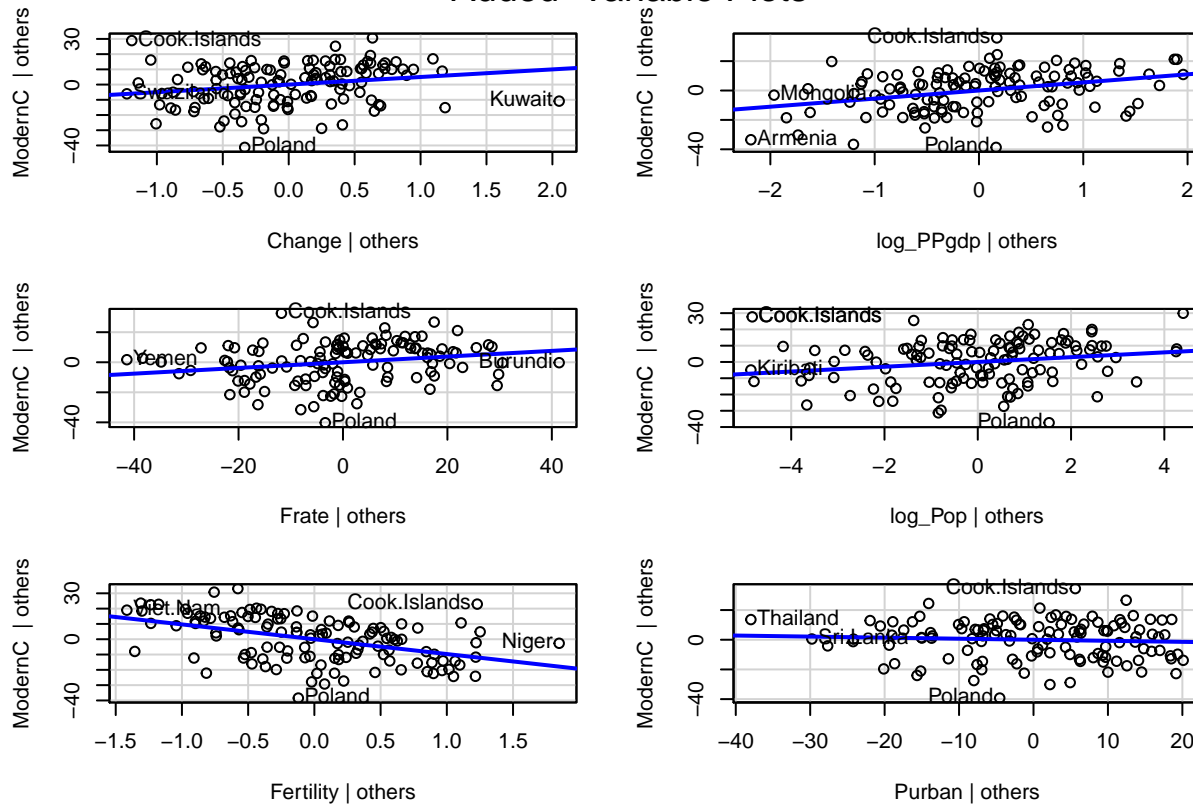 Added−Variable Plots
ModernC | others
30
0
−40
Cook.Islands
Swaziland
Kuwait
Poland
−1.0 −0.5 0.0 0.5 1.0 1.5 2.0
Change | others
ModernC | others
0
−40
Cook.Islands
Mongolia
Armenia
Poland
−2 −1 0 1 2
log_PPgdp | others
ModernC | others
0
−40
Cook.Islands
Yemen
Burundi
Poland
−40 −20 0 20 40
Frate | others
ModernC | others
30
0
−40
Cook.Islands
Kiribati
Poland
−4 −2 0 2 4
log_Pop | others
ModernC | others
30
0
−40
Viet.Nam
Cook.Islands
Niger
Poland
−1.5 −1.0 −0.5 0.0 0.5 1.0 1.5
Fertility | others
ModernC | others
0
−40
Cook.Islands
Thailand
Sri.Lanka
Poland
−40 −30 −20 −10 0 10 20
Purban | others